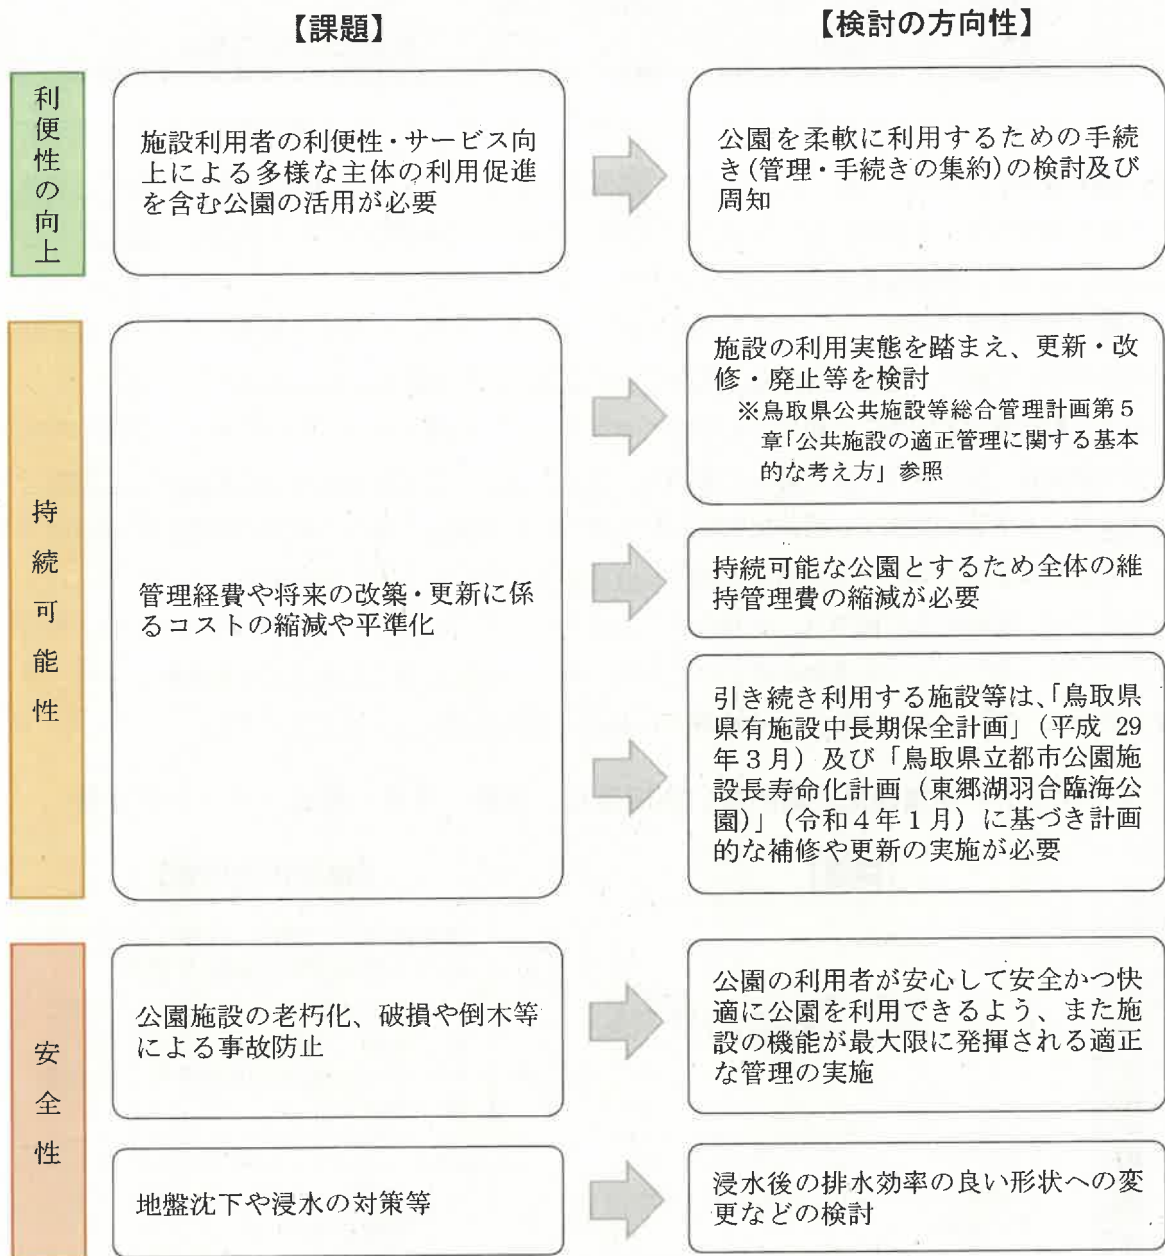 【課題】
【検討の方向性】
利便性の向上
施設利用者の利便性・サービス向
上による多様な主体の利用促進
を含む公園の活用が必要
公園を柔軟に利用するための手続
き(管理・手続きの集約)の検討及び
周知
持続可能性
管理経費や将来の改築・更新に係
るコストの縮減や平準化
施設の利用実態を踏まえ、更新・改
修・廃止等を検討
※鳥取県公共施設等総合管理計画第5
章「公共施設の適正管理に関する基本
的な考え方」参照
持続可能な公園とするため全体の維
持管理費の縮減が必要
引き続き利用する施設等は、「鳥取県
県有施設中長期保全計画」（平成 29
年3月）及び「鳥取県立都市公園施
設長寿命化計画（東郷湖羽合臨海公
園)」（令和4年1月）に基づき計画
的な補修や更新の実施が必要
安全性
公園施設の老朽化、破損や倒木等
による事故防止
公園の利用者が安心して安全かつ快
適に公園を利用できるよう、また施
設の機能が最大限に発揮される適正
な管理の実施
地盤沈下や浸水の対策等
浸水後の排水効率の良い形状への変
更などの検討